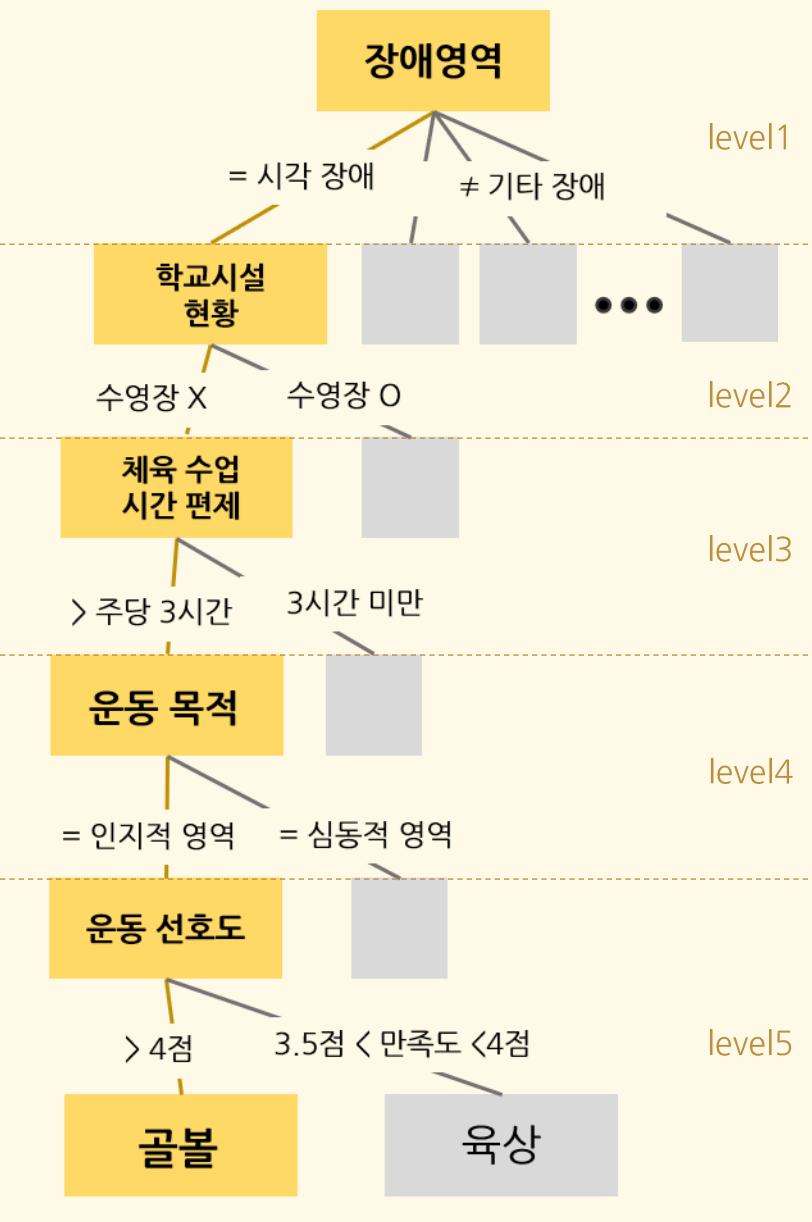 장애영역
level1
= 시각 장애
≠ 기타 장애
학교시설
현황
수영장 X
수영장 O
level2
체육 수업
시간 편제
level3
> 주당 3시간
3시간 미만
운동 목적
level4
= 인지적 영역
= 심동적 영역
운동 선호도
> 4점
3.5점 < 만족도 <4점
level5
골볼
육상